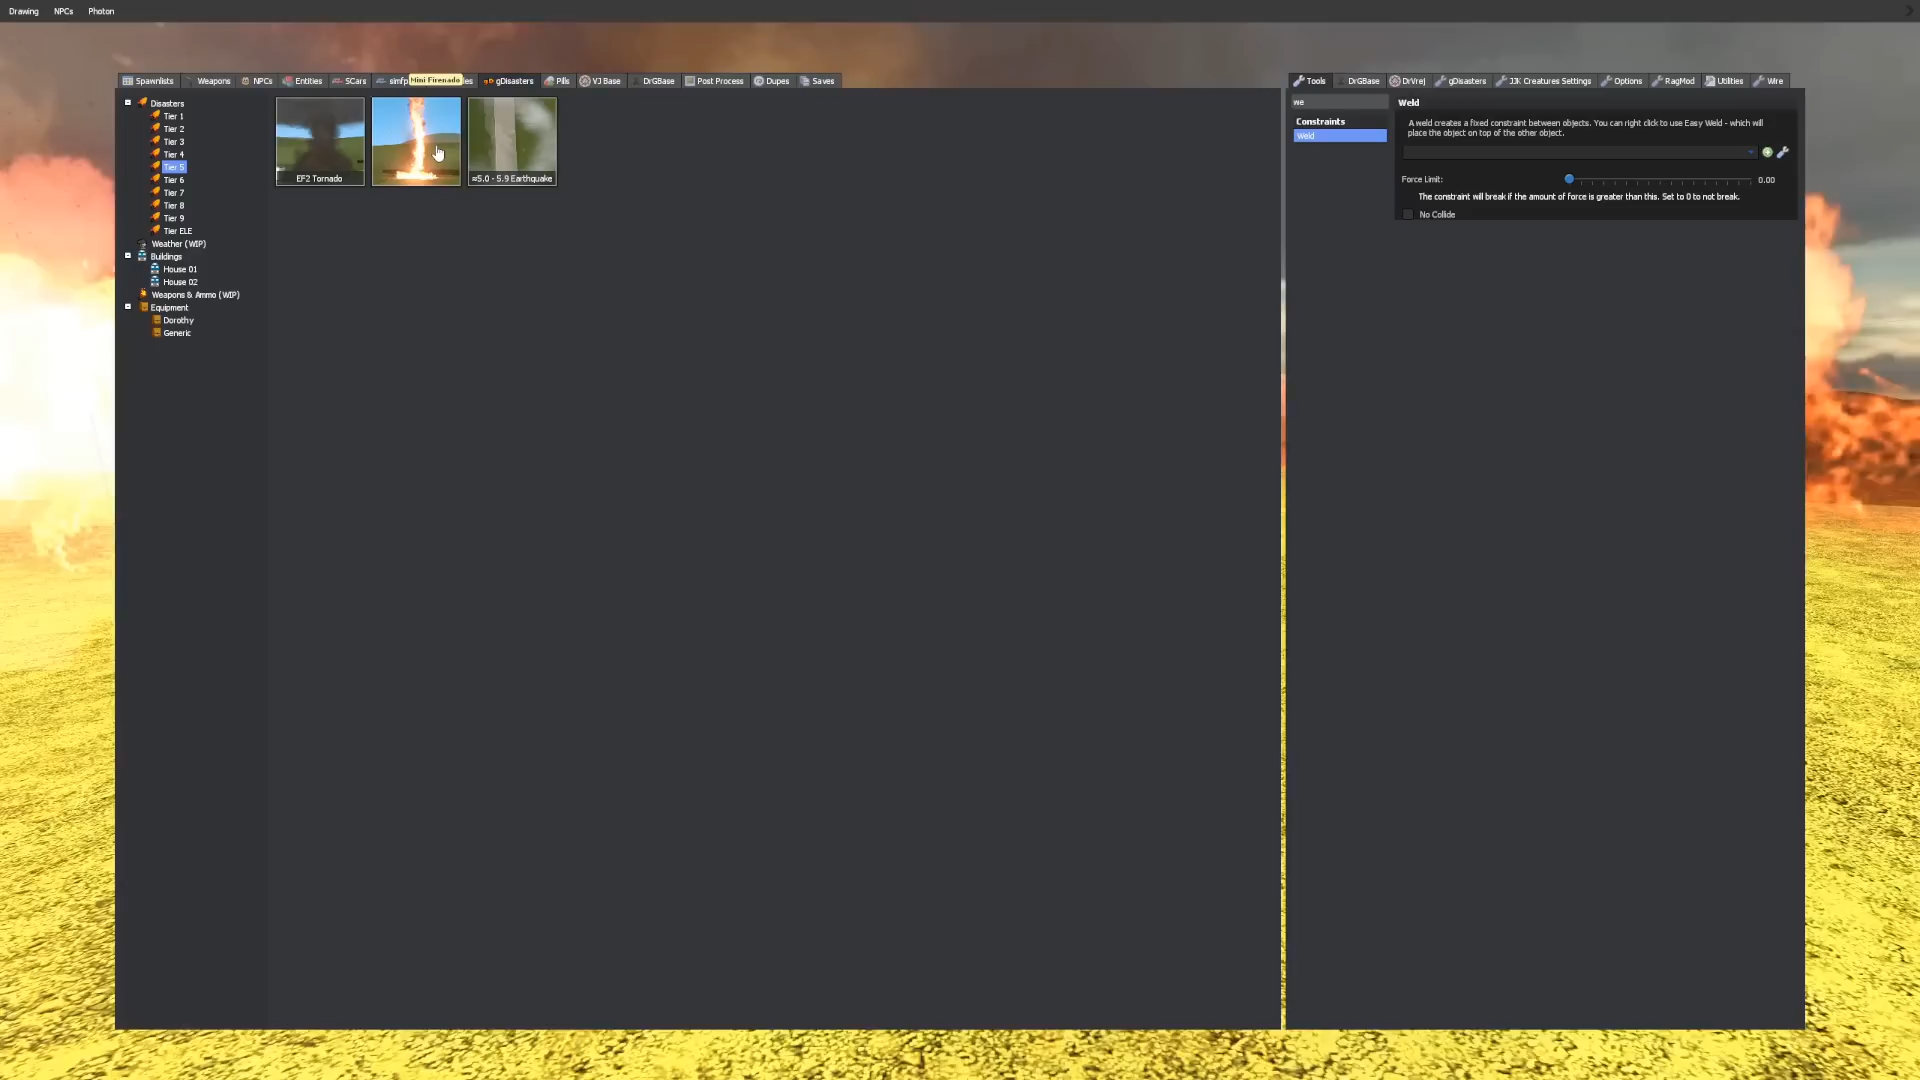 Drawing NPCs Photon
Spawnlists Weapons NPCs Entities SCars simfp Mini Firenado les gDisasters Pills VJ Base DrGBase Post Process Dupes Saves
Disasters
Tier 1
Tier 2
Tier 3
Tier 4
Tier 5
Tier 6
Tier 7
Tier 8
Tier 9
Tier ELE
Weather (WIP)
Buildings
House 01
House 02
Weapons & Ammo (WIP)
Equipment
Dorothy
Generic
EF2 Tornado
≈5.0 - 5.9 Earthquake
Tools DrGBase DrVrej gDisasters JJK Creatures Settings Options RagMod Utilities Wire
we
Constraints
Weld
Weld
A weld creates a fixed constraint between objects. You can right click to use Easy Weld - which will
place the object on top of the other object.
Force Limit: 0.00
The constraint will break if the amount of force is greater than this. Set to 0 to not break.
No Collide